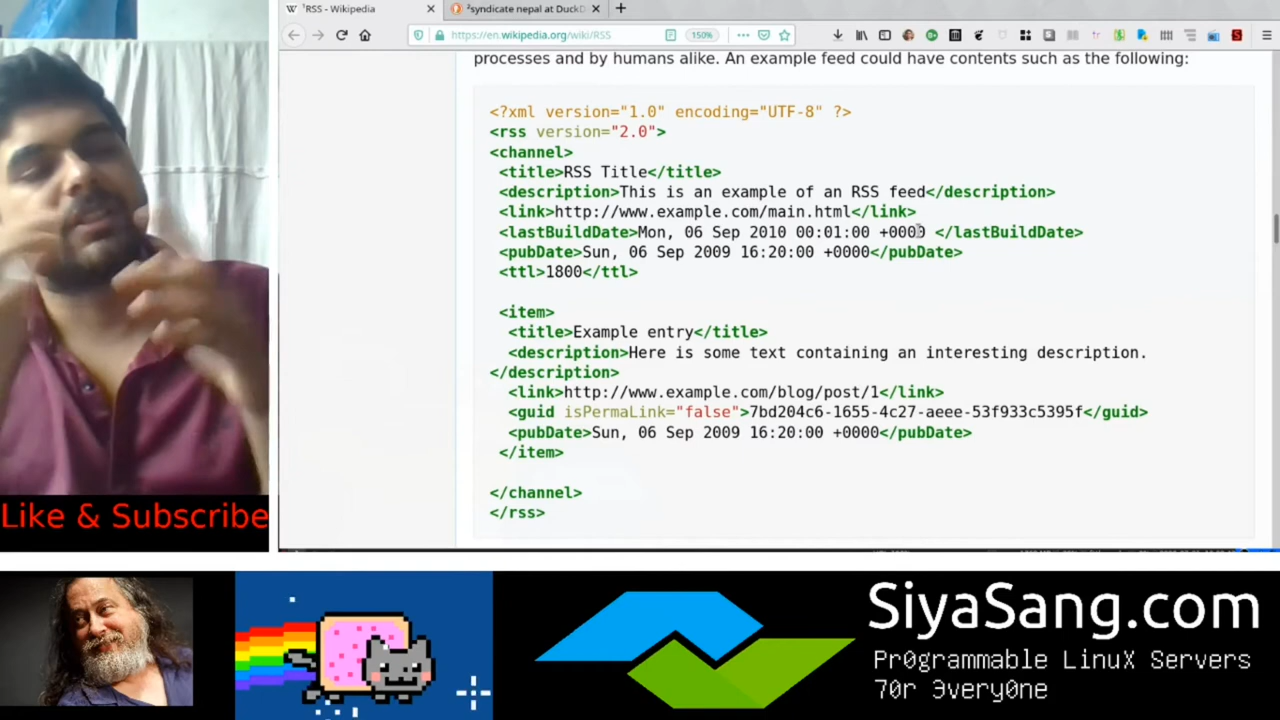 ¹RSS - Wikipedia
²syndicate nepal at DuckD
https://en.wikipedia.org/wiki/RSS
150%
processes and by humans alike. An example feed could have contents such as the following:
<?xml version="1.0" encoding="UTF-8" ?>
<rss version="2.0">
<channel>
<title>RSS Title</title>
<description>This is an example of an RSS feed</description>
<link>http://www.example.com/main.html</link>
<lastBuildDate>Mon, 06 Sep 2010 00:01:00 +0000 </lastBuildDate>
<pubDate>Sun, 06 Sep 2009 16:20:00 +0000</pubDate>
<ttl>1800</ttl>
<item>
<title>Example entry</title>
<description>Here is some text containing an interesting description.
</description>
<link>http://www.example.com/blog/post/1</link>
<guid isPermaLink="false">7bd204c6-1655-4c27-aeee-53f933c5395f</guid>
<pubDate>Sun, 06 Sep 2009 16:20:00 +0000</pubDate>
</item>
</channel>
</rss>
Like & Subscribe
SiyaSang.com
Pr0grammable LinuX Servers
70r Эvery0ne